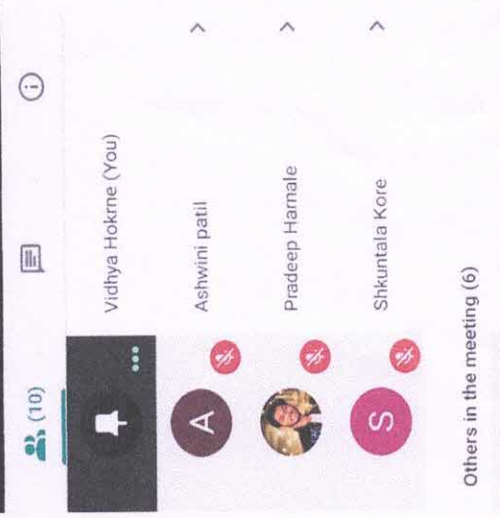 (10)
Vidhya Hokrne (You)
A
Ashwini patil
Pradeep Harnale
S
Shkuntala Kore
Others in the meeting (6)